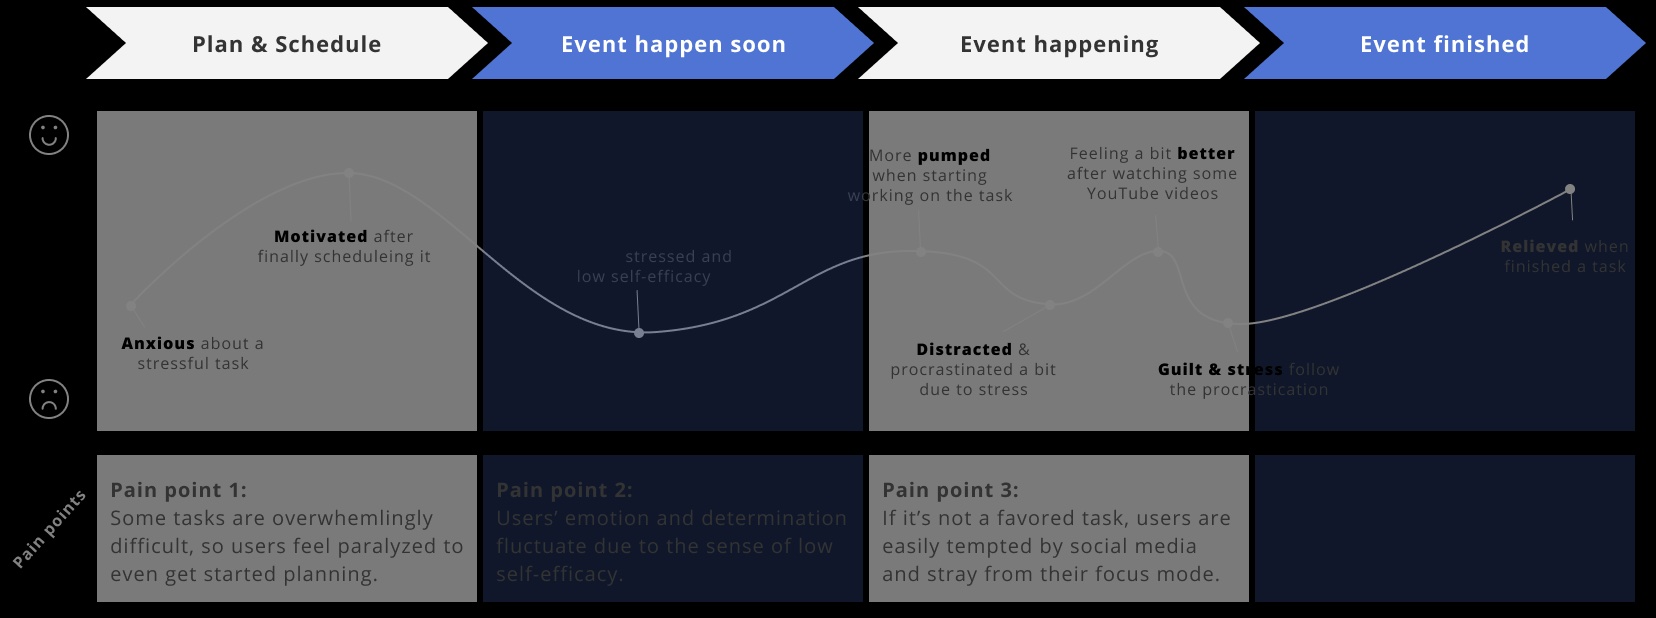 Plan & Schedule
Event happen soon
Event happening
Event finished
Motivated after
finally scheduleing it
Anxious about a
stressful task
stressed and
low self-efficacy
More pumped
when starting
working on the task
Feeling a bit better
after watching some
YouTube videos
Distracted &
procrastinated a bit
due to stress
Guilt & stress follow
the procrastication
Relieved when
finished a task
Pain points
Pain point 1:
Some tasks are overwhemlingly
difficult, so users feel paralyzed to
even get started planning.
Pain point 2:
Users’ emotion and determination
fluctuate due to the sense of low
self-efficacy.
Pain point 3:
If it’s not a favored task, users are
easily tempted by social media
and stray from their focus mode.